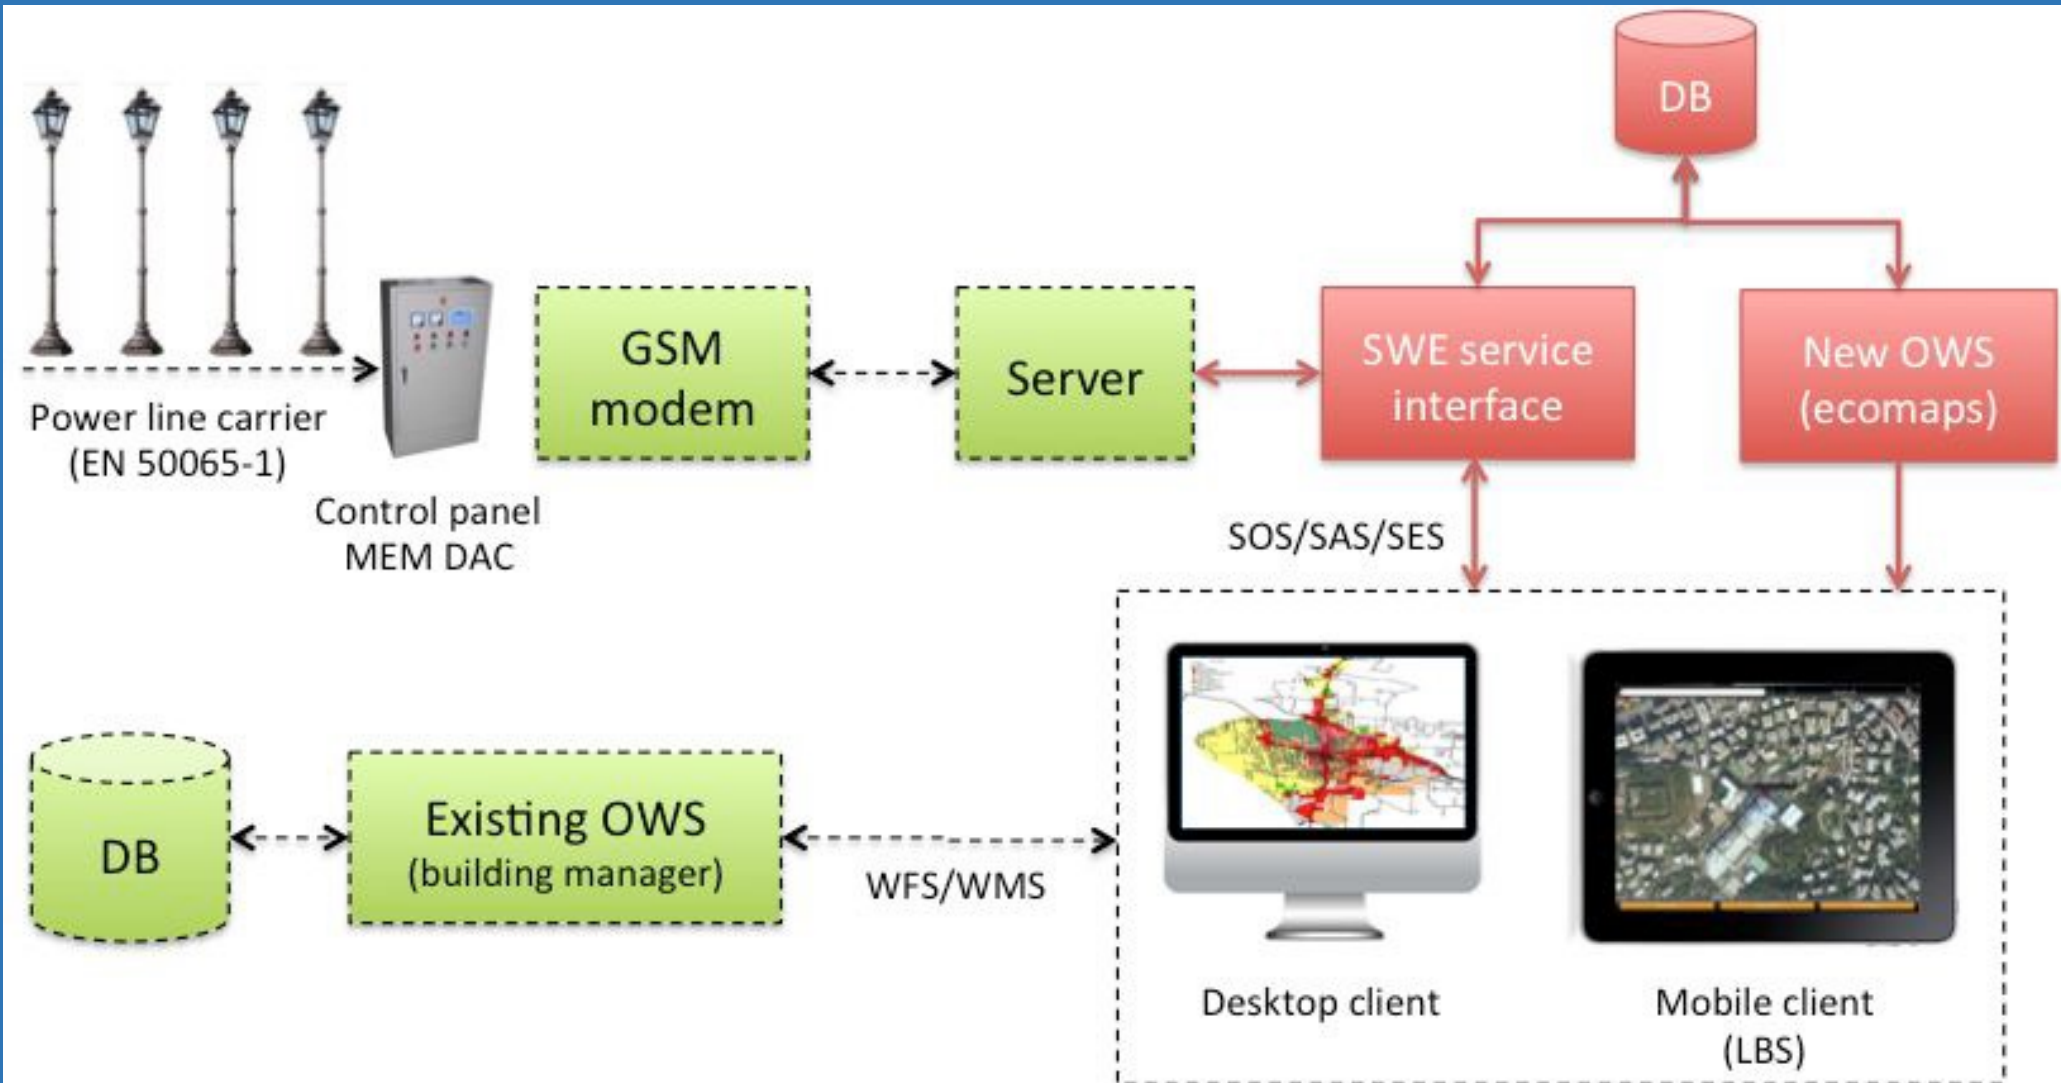 DB
GSM
modem
Server
SWE service
interface
New OWS
(ecomaps)
Power line carrier
(EN 50065-1)
Control panel
MEM DAC
SOS/SAS/SES
DB
Existing OWS
(building manager)
WFS/WMS
Desktop client
Mobile client
(LBS)